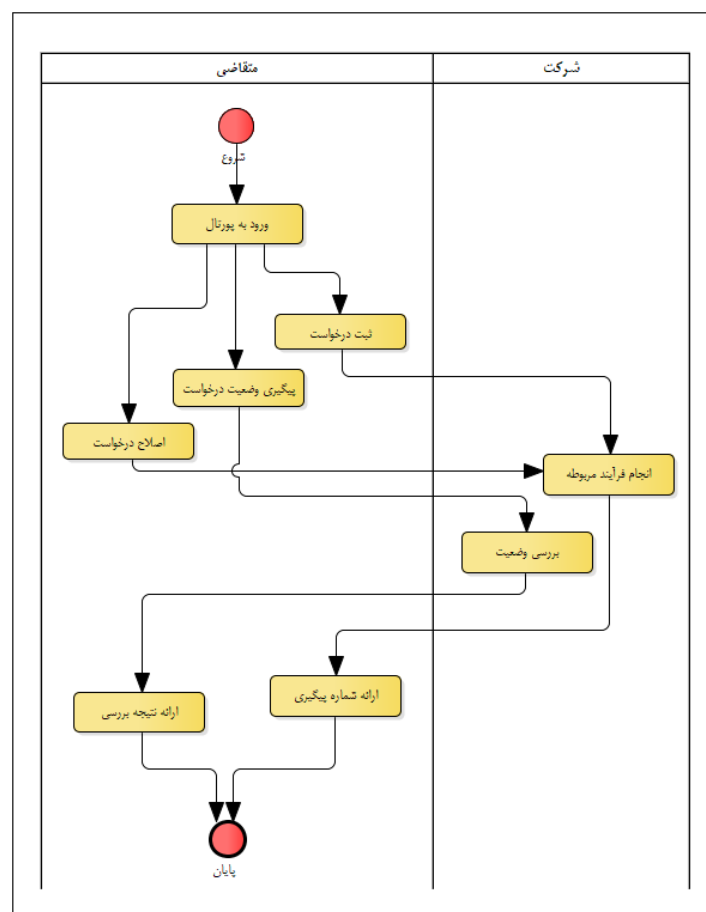 متقاضی
شرکت
شروع
ورود به پورتال
ثبت درخواست
پیگیری وضعیت درخواست
اصلاح درخواست
انجام فرآیند مربوطه
بررسی وضعیت
ارائه شماره پیگیری
ارائه نتیجه بررسی
پایان